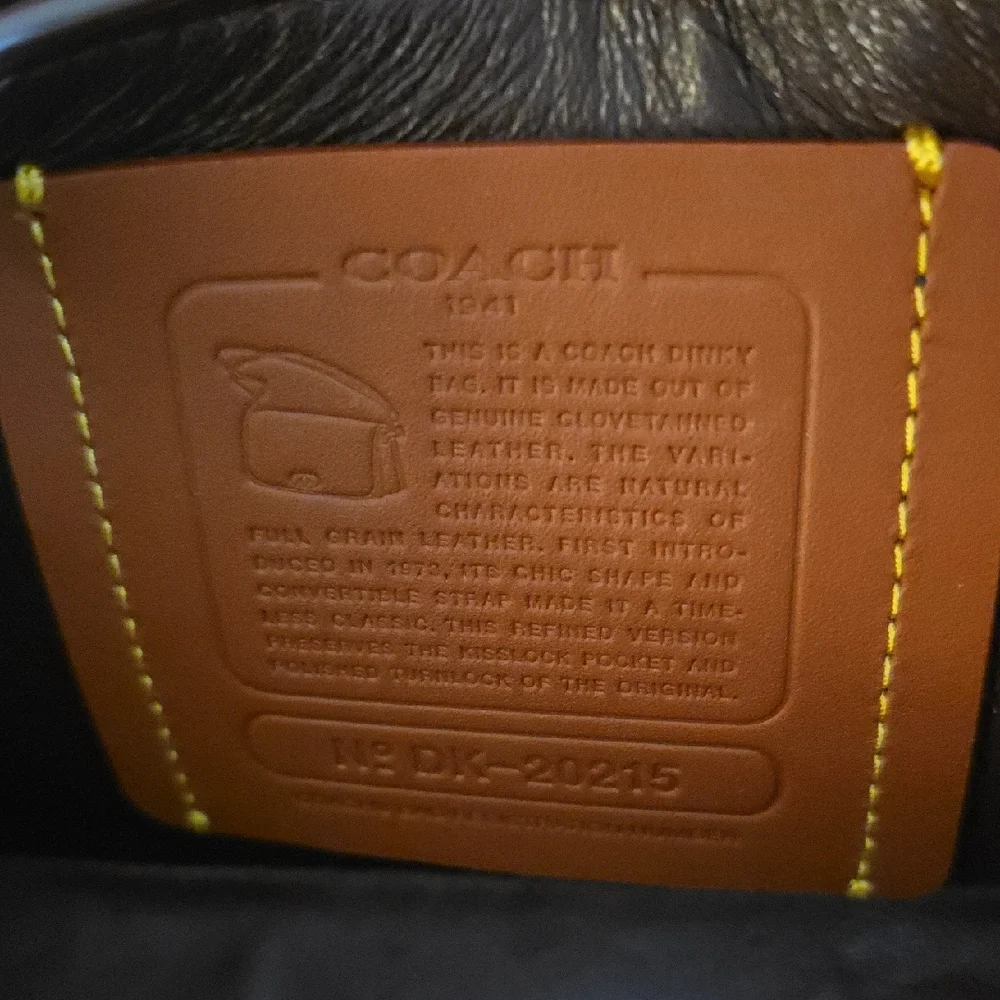 COACH
1941
THIS IS A COACH DINKY
BAG. IT IS MADE OUT OF
GENUINE GLOVETANNED
LEATHER. THE VARI-
ATIONS ARE NATURAL
CHARACTERISTICS OF
FULL GRAIN LEATHER. FIRST INTRO-
DUCED IN 1973, ITS CHIC SHAPE AND
CONVERTIBLE STRAP MADE IT A TIME-
LESS CLASSIC. THIS REFINED VERSION
PRESERVES THE KISSLOCK POCKET AND
POLISHED TURNLOCK OF THE ORIGINAL.
Nº DK-20215